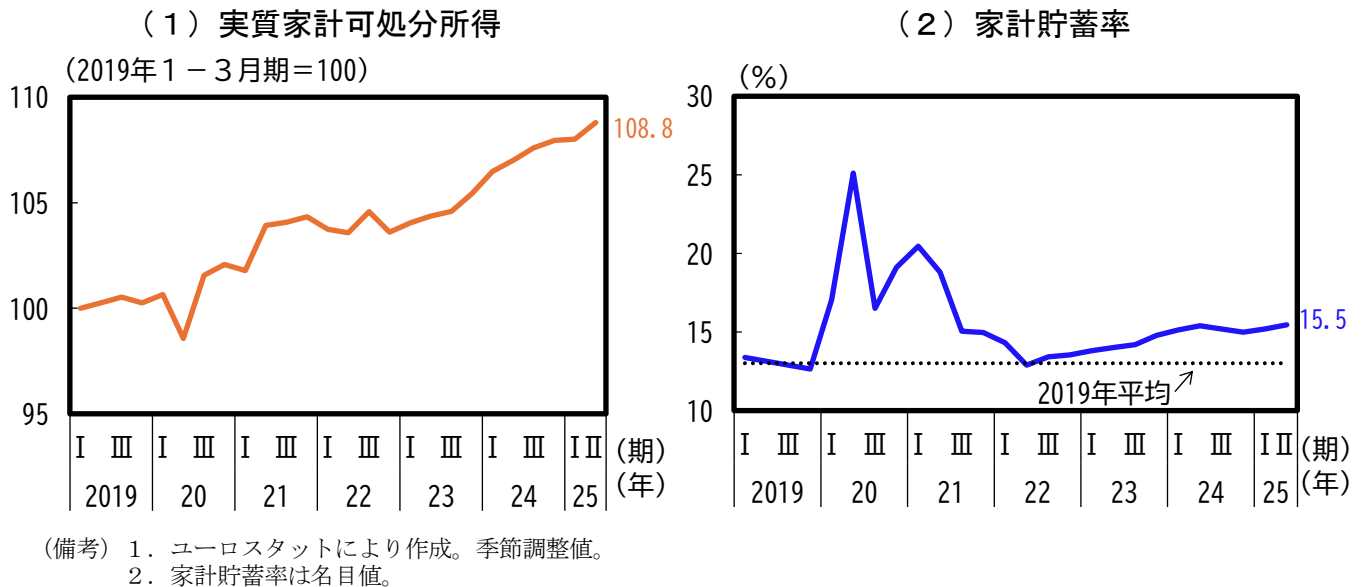 （１）実質家計可処分所得
(2019年１－３月期＝100)
110
105
100
95
108.8
Ⅰ Ⅲ Ⅰ Ⅲ Ⅰ Ⅲ Ⅰ Ⅲ Ⅰ Ⅲ Ⅰ Ⅲ Ⅰ Ⅱ (期)
2019 20 21 22 23 24 25 (年)
（２）家計貯蓄率
(％)
30
25
20
15
10
15.5
2019年平均
Ⅰ Ⅲ Ⅰ Ⅲ Ⅰ Ⅲ Ⅰ Ⅲ Ⅰ Ⅲ Ⅰ Ⅲ Ⅰ Ⅱ (期)
2019 20 21 22 23 24 25 (年)
（備考）１．ユーロスタットにより作成。季節調整値。
２．家計貯蓄率は名目値。